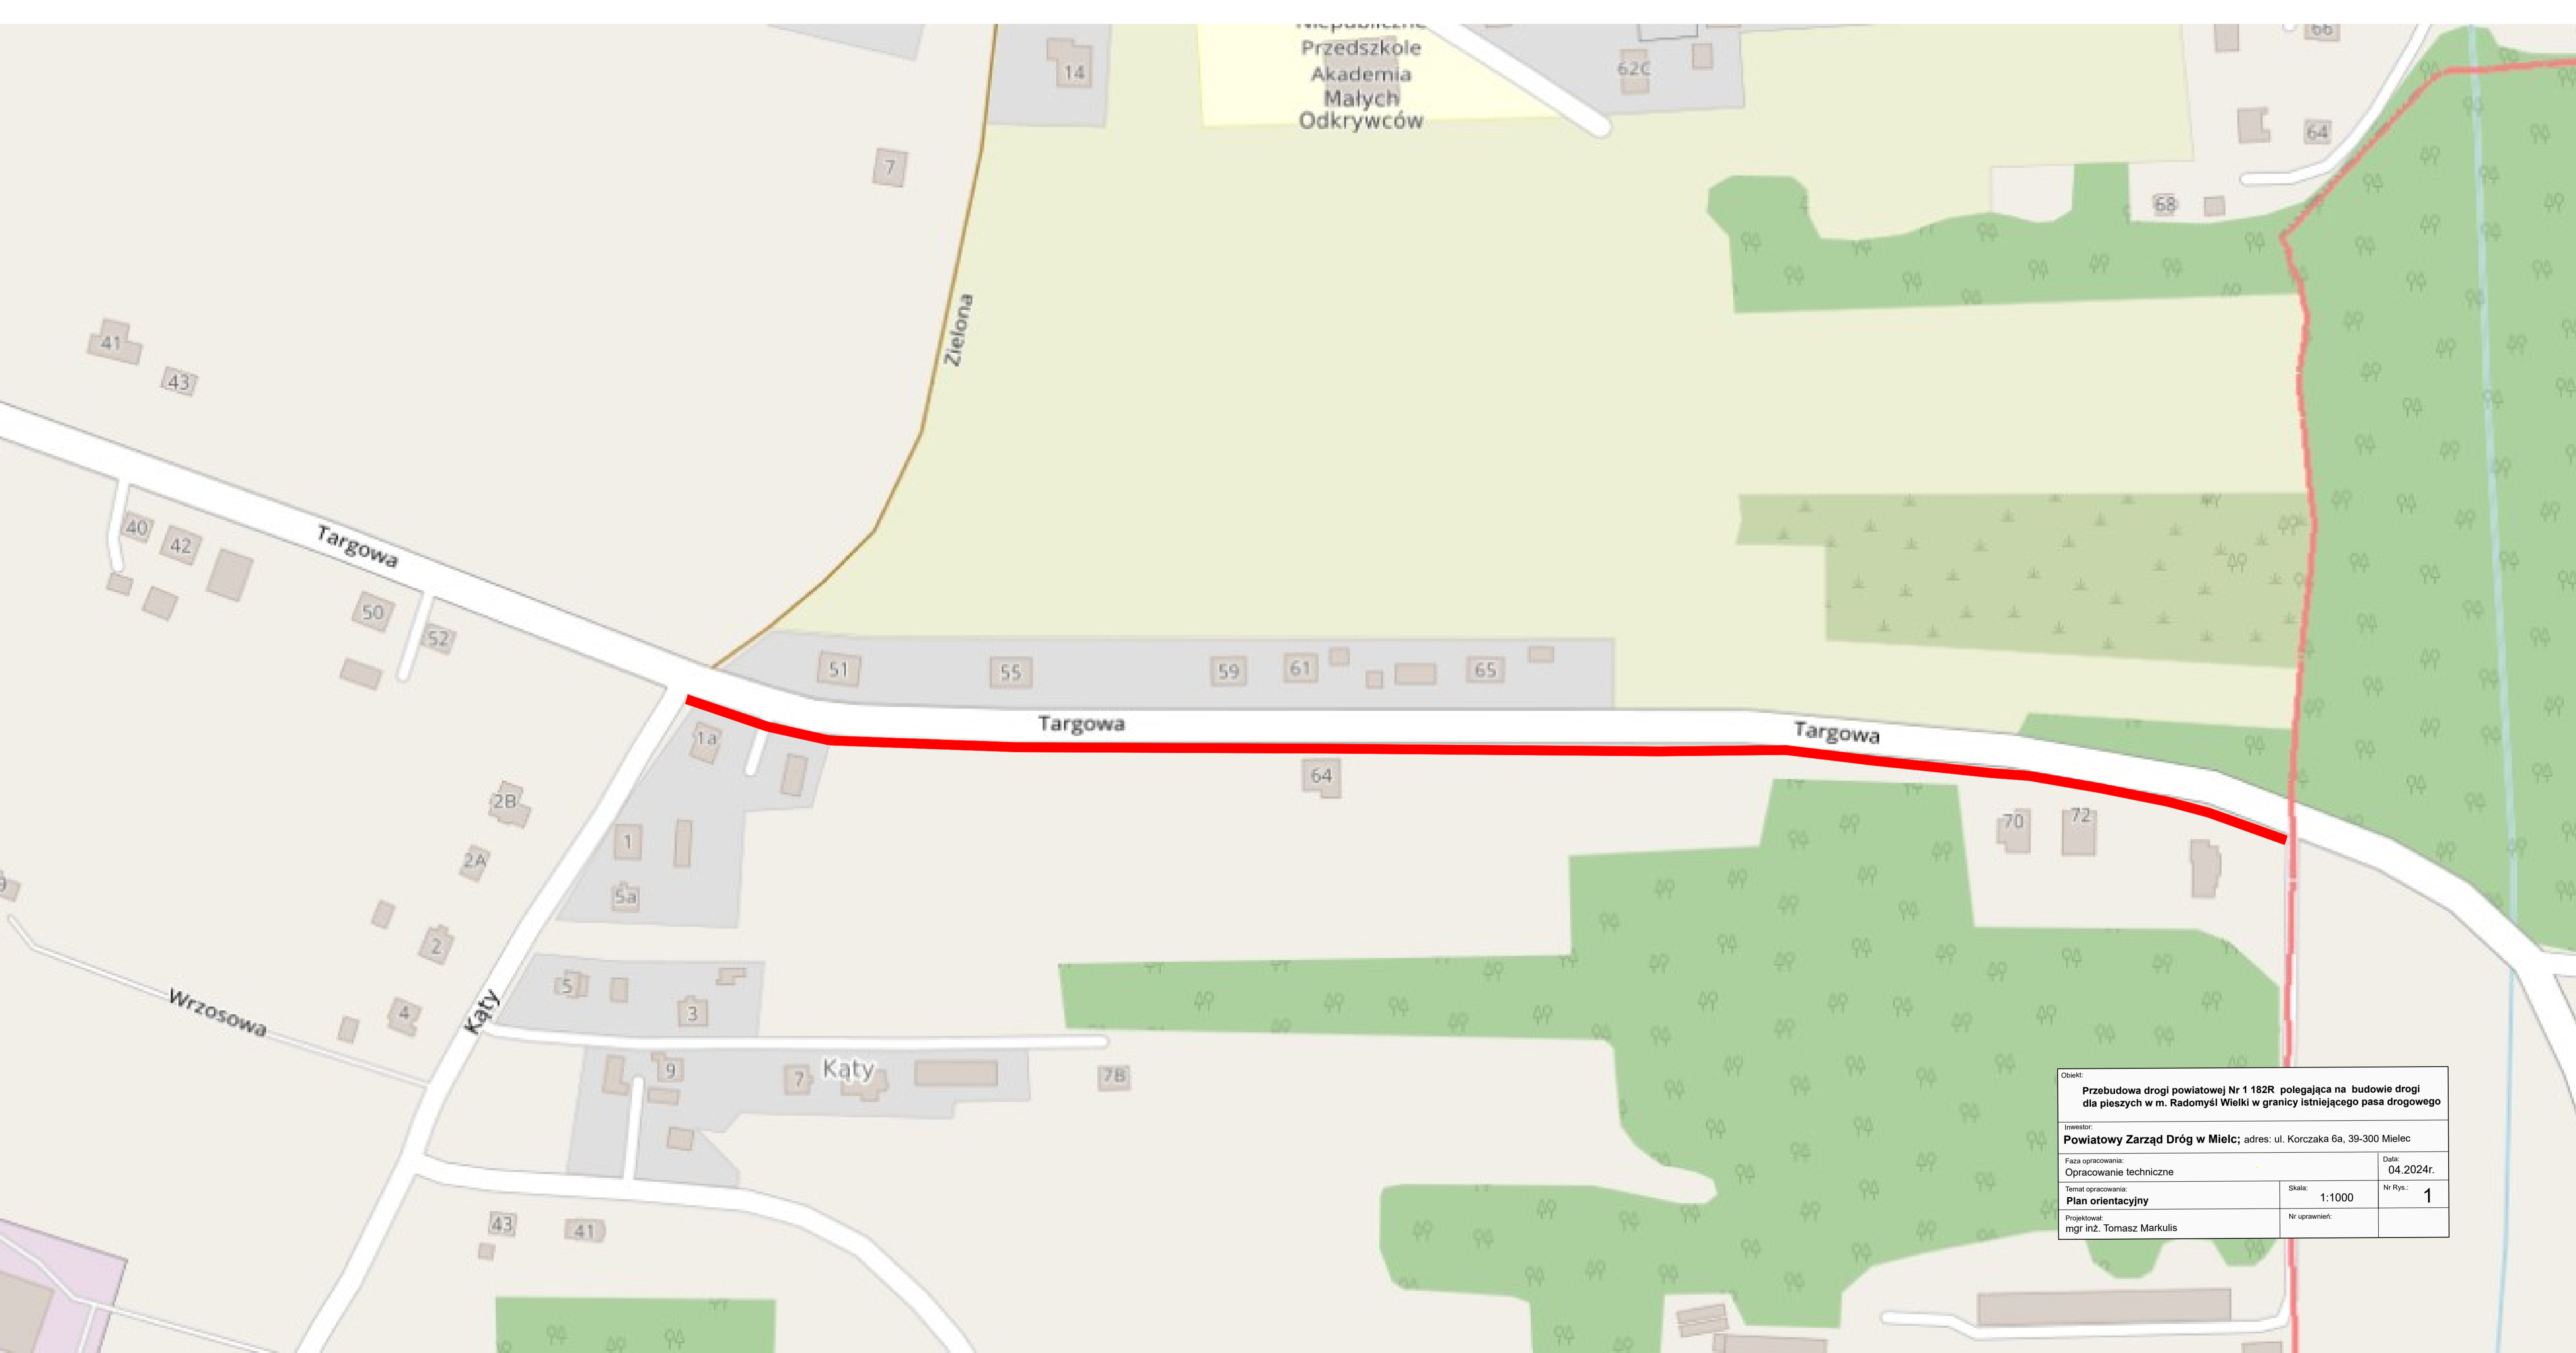 Niepubliczne
Przedszkole
Akademia
Małych
Odkrywców
14
62C
66
7
64
68
Zielona
41
43
40
42
Targowa
50
52
51
55
59
61
65
Targowa
Targowa
1a
64
2B
70
72
1
2A
5a
2
Wrzosowa
Kąty
4
5
3
9
7
Kąty
7B
43
41
Obiekt:
Przebudowa drogi powiatowej Nr 1 182R polegająca na budowie drogi
dla pieszych w m. Radomyśl Wielki w granicy istniejącego pasa drogowego
Inwestor:
Powiatowy Zarząd Dróg w Mielc; adres: ul. Korczaka 6a, 39-300 Mielec
Faza opracowania:
Opracowanie techniczne
Data:
04.2024r.
Temat opracowania:
Plan orientacyjny
Skala:
1:1000
Nr Rys.:
1
Projektował:
mgr inż. Tomasz Markulis
Nr uprawnień: